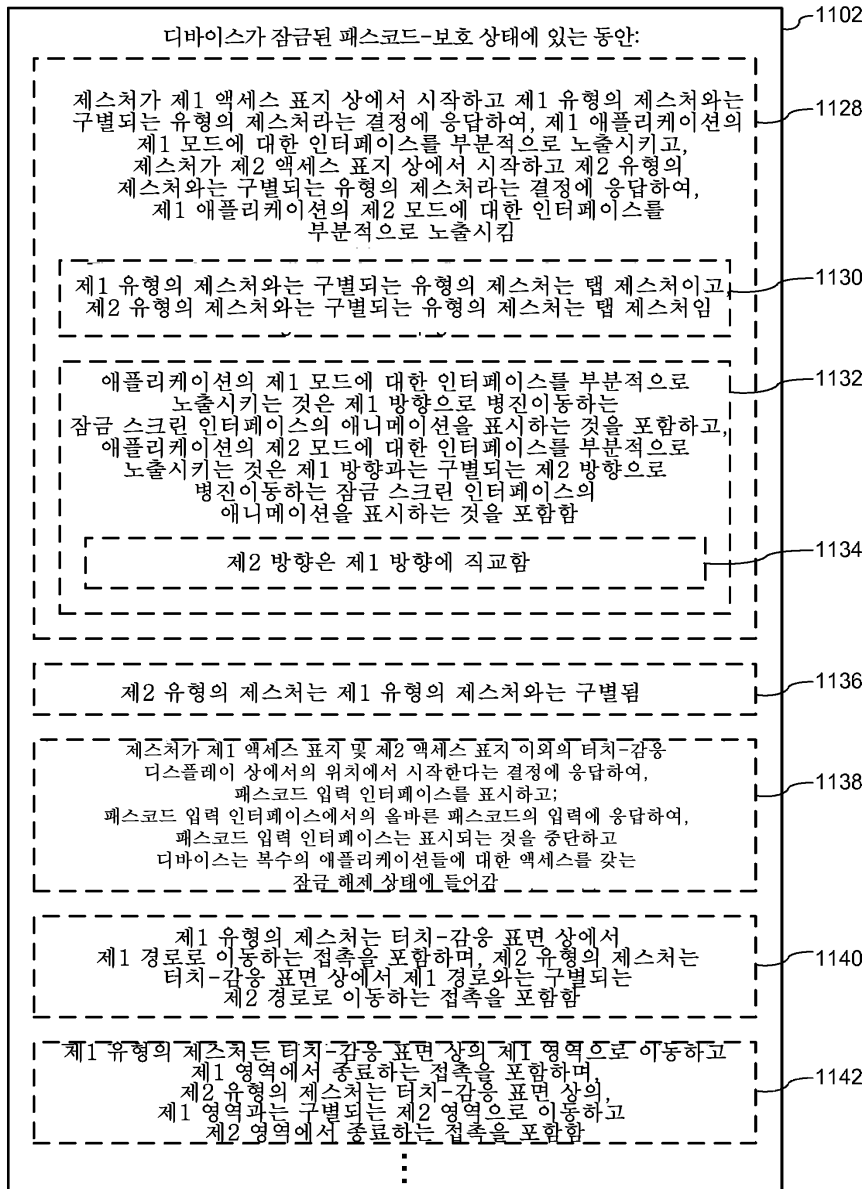 1102
디바이스가 잠금된 패스코드-보호 상태에 있는 동안:
1128
제스처가 제1 액세스 표지 상에서 시작하고 제1 유형의 제스처와는
구별되는 유형의 제스처라는 결정에 응답하여, 제1 애플리케이션의
제1 모드에 대한 인터페이스를 부분적으로 노출시키고,
제스처가 제2 액세스 표지 상에서 시작하고 제2 유형의
제스처와는 구별되는 유형의 제스처라는 결정에 응답하여,
제1 애플리케이션의 제2 모드에 대한 인터페이스를
부분적으로 노출시킴
1130
제1 유형의 제스처와는 구별되는 유형의 제스처는 탭 제스처이고,
제2 유형의 제스처와는 구별되는 유형의 제스처는 탭 제스처임
1132
애플리케이션의 제1 모드에 대한 인터페이스를 부분적으로
노출시키는 것은 제1 방향으로 병진이동하는
잠금 스크린 인터페이스의 애니메이션을 표시하는 것을 포함하고,
애플리케이션의 제2 모드에 대한 인터페이스를 부분적으로
노출시키는 것은 제1 방향과는 구별되는 제2 방향으로
병진이동하는 잠금 스크린 인터페이스의
애니메이션을 표시하는 것을 포함함
1134
제2 방향은 제1 방향에 직교함
1136
제2 유형의 제스처는 제1 유형의 제스처와는 구별됨
1138
제스처가 제1 액세스 표지 및 제2 액세스 표지 이외의 터치-감응
디스플레이 상에서의 위치에서 시작한다는 결정에 응답하여,
패스코드 입력 인터페이스를 표시하고;
패스코드 입력 인터페이스에서의 올바른 패스코드의 입력에 응답하여,
패스코드 입력 인터페이스는 표시되는 것을 중단하고
디바이스는 복수의 애플리케이션들에 대한 액세스를 갖는
잠금 해제 상태에 들어감
1140
제1 유형의 제스처는 터치-감응 표면 상에서
제1 경로로 이동하는 접촉을 포함하며, 제2 유형의 제스처는
터치-감응 표면 상에서 제1 경로와는 구별되는
제2 경로로 이동하는 접촉을 포함함
1142
제1 유형의 제스처는 터치-감응 표면 상의 제1 영역으로 이동하고
제1 영역에서 종료하는 접촉을 포함하며,
제2 유형의 제스처는 터치-감응 표면 상의,
제1 영역과는 구별되는 제2 영역으로 이동하고
제2 영역에서 종료하는 접촉을 포함함